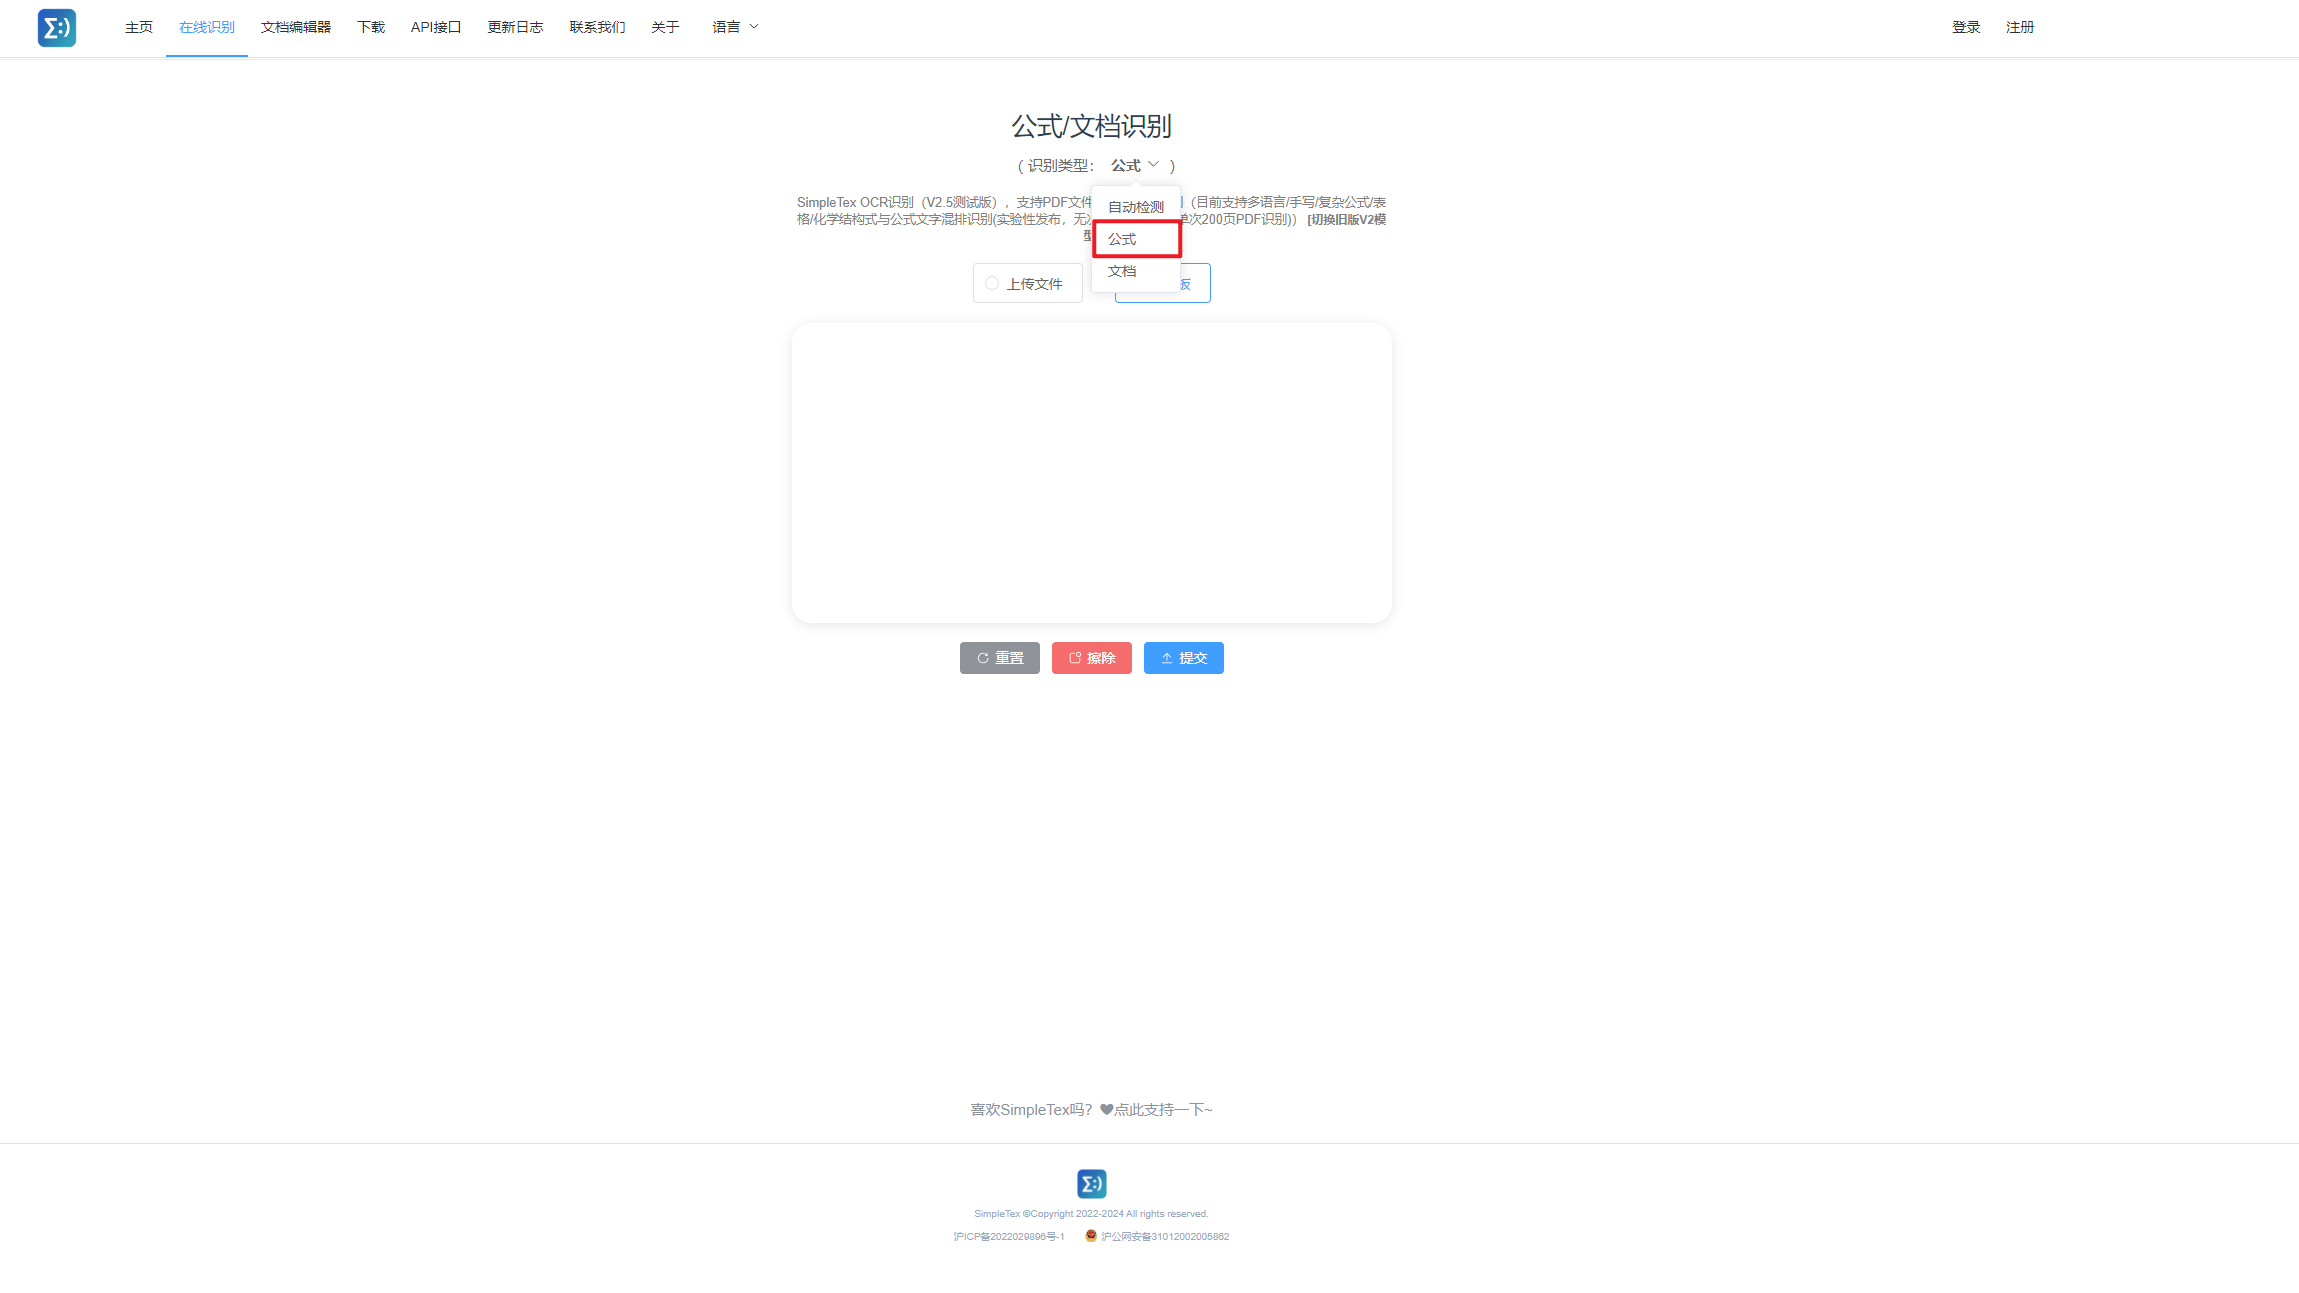 主页 在线识别 文档编辑器 下载 API接口 更新日志 联系我们 关于 语言 登录 注册
公式/文档识别
( 识别类型： 公式 )
自动检测
公式
文档
SimpleTex OCR识别（V2.5测试版），支持PDF文件 （目前支持多语言/手写/复杂公式/表
格/化学结构式与公式文字混排识别(实验性发布，无 单次200页PDF识别)） [切换旧版V2模
型
上传文件 板
重置 擦除 提交
喜欢SimpleTex吗？ ♥点此支持一下~
Σ:)
SimpleTex ©Copyright 2022-2024 All rights reserved.
沪ICP备2022029896号-1 沪公网安备31012002005862